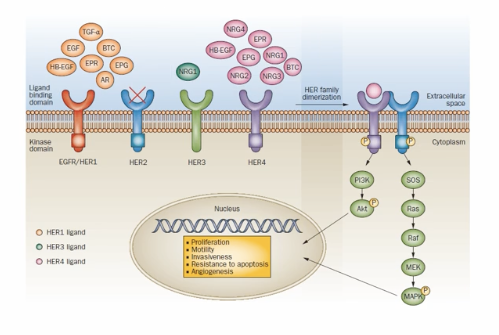 TGF-α
EGF
BTC
HB-EGF
EPR
EPG
AR
NRG1
NRG4
EPR
HB-EGF
EPG
NRG1
BTC
NRG2
NRG3
Ligand
binding
domain
HER family
dimerization
Extracellular
space
Kinase
domain
Cytoplasm
EGFR/HER1
HER2
HER3
HER4
P
P
PI3K
SOS
Akt
P
Ras
Raf
MEK
MAPK
P
Nucleus
• Proliferation
• Motility
• Invasiveness
• Resistance to apoptosis
• Angiogenesis
HER1 ligand
HER3 ligand
HER4 ligand